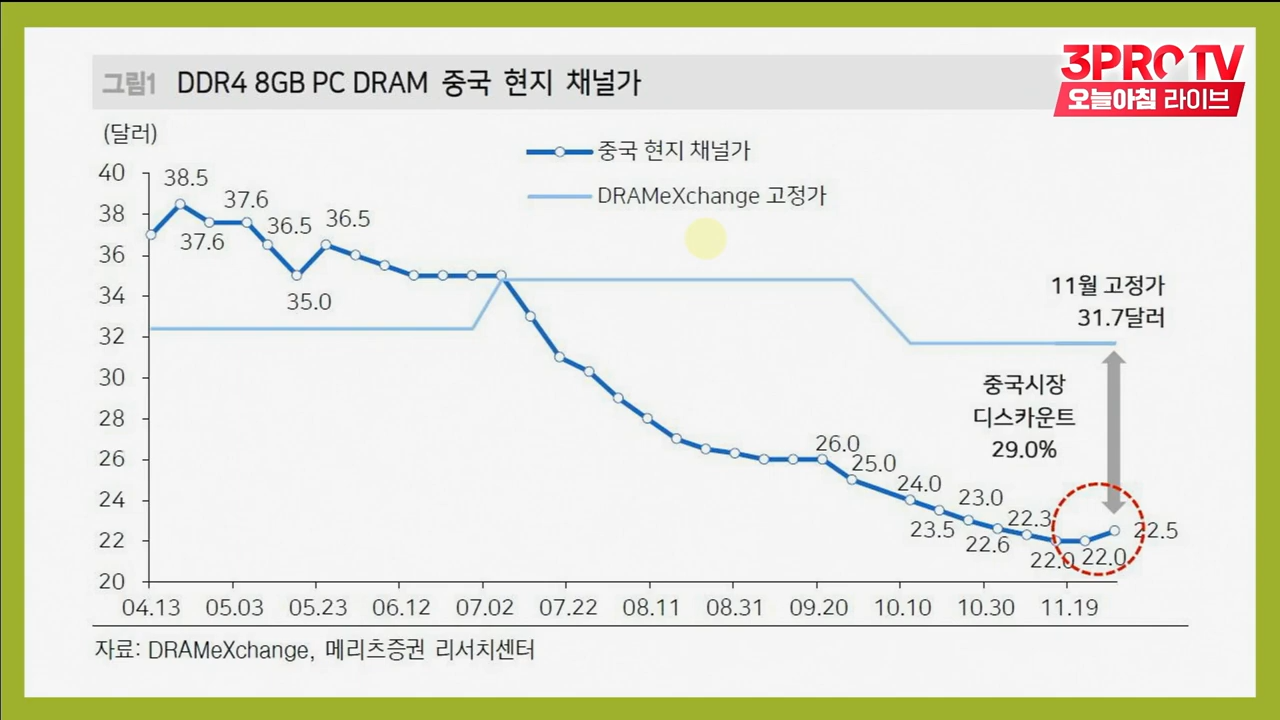 3PRO TV
오늘아침 라이브
그림1 DDR4 8GB PC DRAM 중국 현지 채널가
(달러)
중국 현지 채널가
DRAMeXchange 고정가
40
38
36
34
32
30
28
26
24
22
20
38.5
37.6
37.6
36.5
35.0
36.5
26.0
25.0
24.0
23.5
23.0
22.6
22.3
22.0
22.0
22.5
11월 고정가
31.7달러
중국시장
디스카운트
29.0%
04.13 05.03 05.23 06.12 07.02 07.22 08.11 08.31 09.20 10.10 10.30 11.19
자료: DRAMeXchange, 메리츠증권 리서치센터